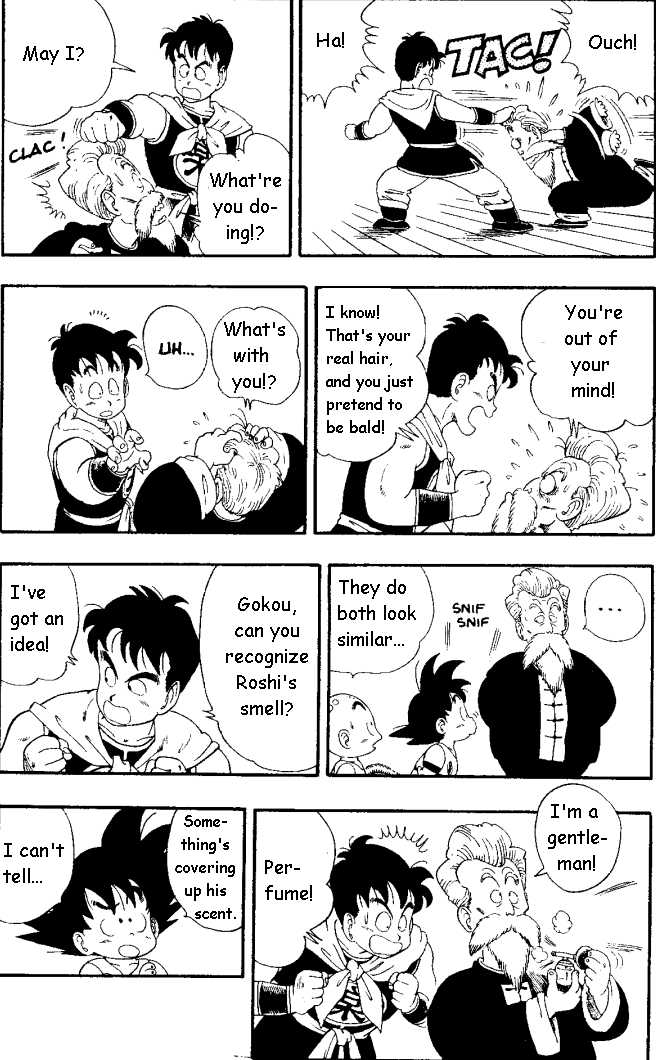 May I?
CLAC!
What're
you do-
ing!?
Ha!
TAC!
Ouch!
UH...
What's
with
you!?
I know!
That's your
real hair,
and you just
pretend to
be bald!
You're
out of
your
mind!
I've
got an
idea!
Gokou,
can you
recognize
Roshi's
smell?
They do
both look
similar...
SNIF
SNIF
...
I can't
tell...
Some-
thing's
covering
up his
scent.
Per-
fume!
I'm a
gentle-
man!